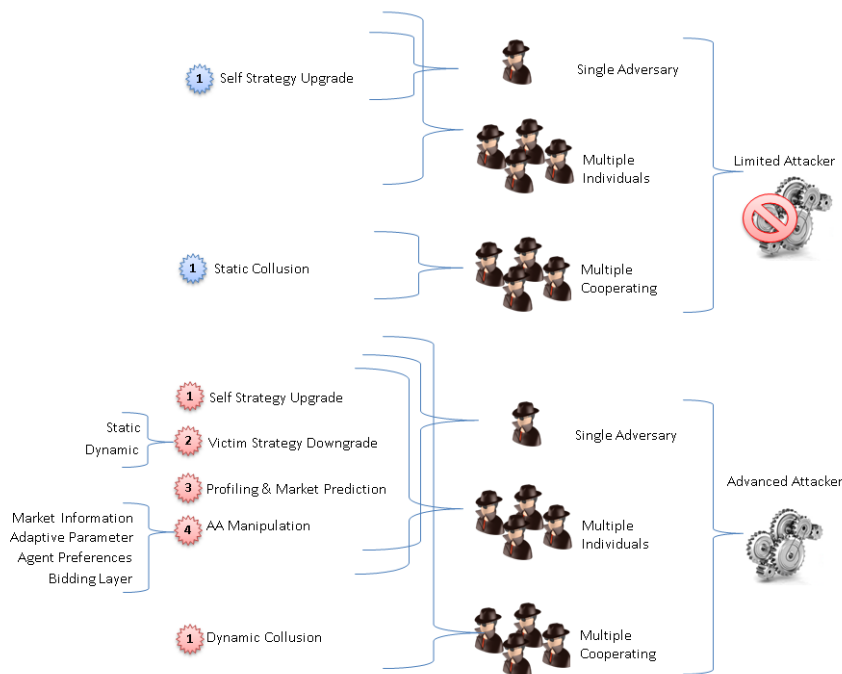 1 Self Strategy Upgrade
Single Adversary
Multiple
Individuals
Limited Attacker
1 Static Collusion
Multiple
Cooperating
1 Self Strategy Upgrade
Static
Dynamic
2 Victim Strategy Downgrade
Single Adversary
3 Profiling & Market Prediction
Advanced Attacker
Market Information
Adaptive Parameter
Agent Preferences
Bidding Layer
4 AA Manipulation
Multiple
Individuals
1 Dynamic Collusion
Multiple
Cooperating